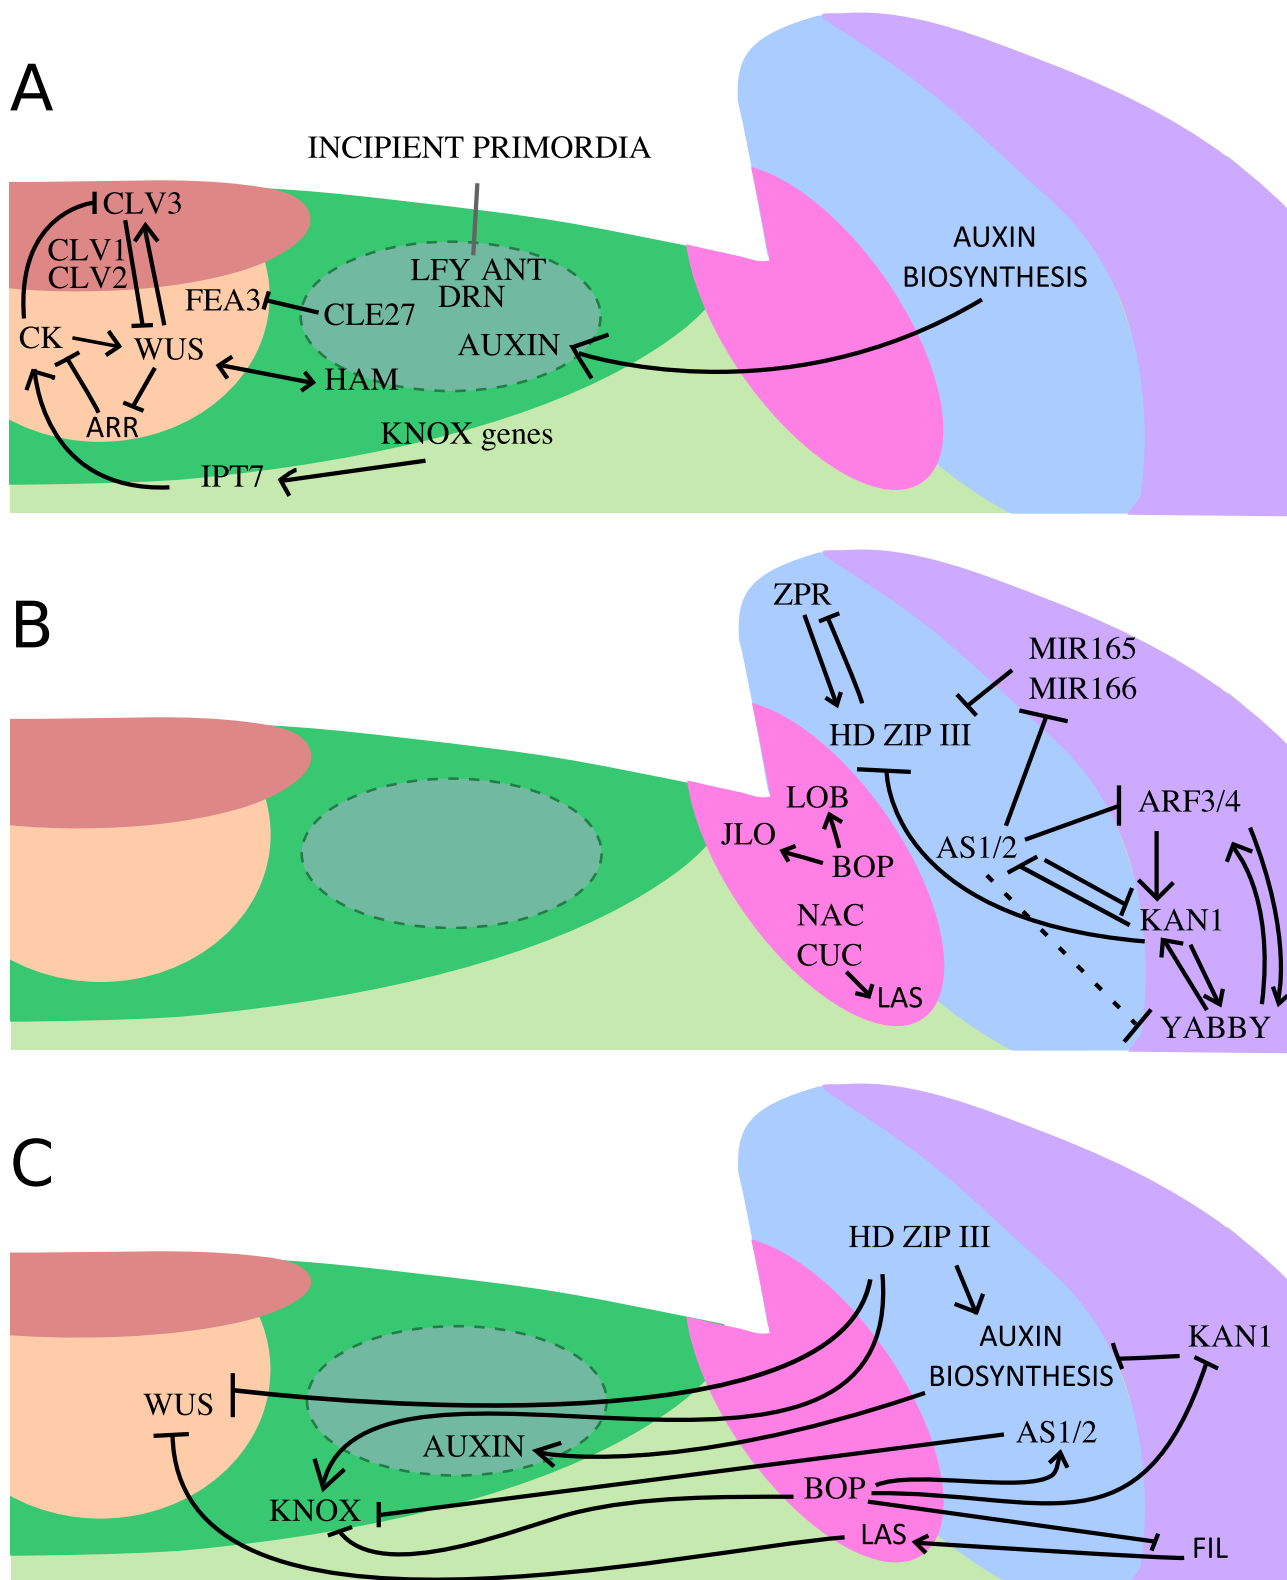 A
INCIPIENT PRIMORDIA
CLV3
CLV1
CLV2
FEA3
CLE27
LFY ANT
DRN
AUXIN
CK
WUS
HAM
ARR
KNOX genes
IPT7
AUXIN
BIOSYNTHESIS
B
ZPR
MIR165
MIR166
HD ZIP III
LOB
JLO
BOP
ARF3/4
AS1/2
NAC
CUC
LAS
KAN1
YABBY
C
HD ZIP III
AUXIN
BIOSYNTHESIS
KAN1
WUS
AUXIN
AS1/2
KNOX
BOP
LAS
FIL